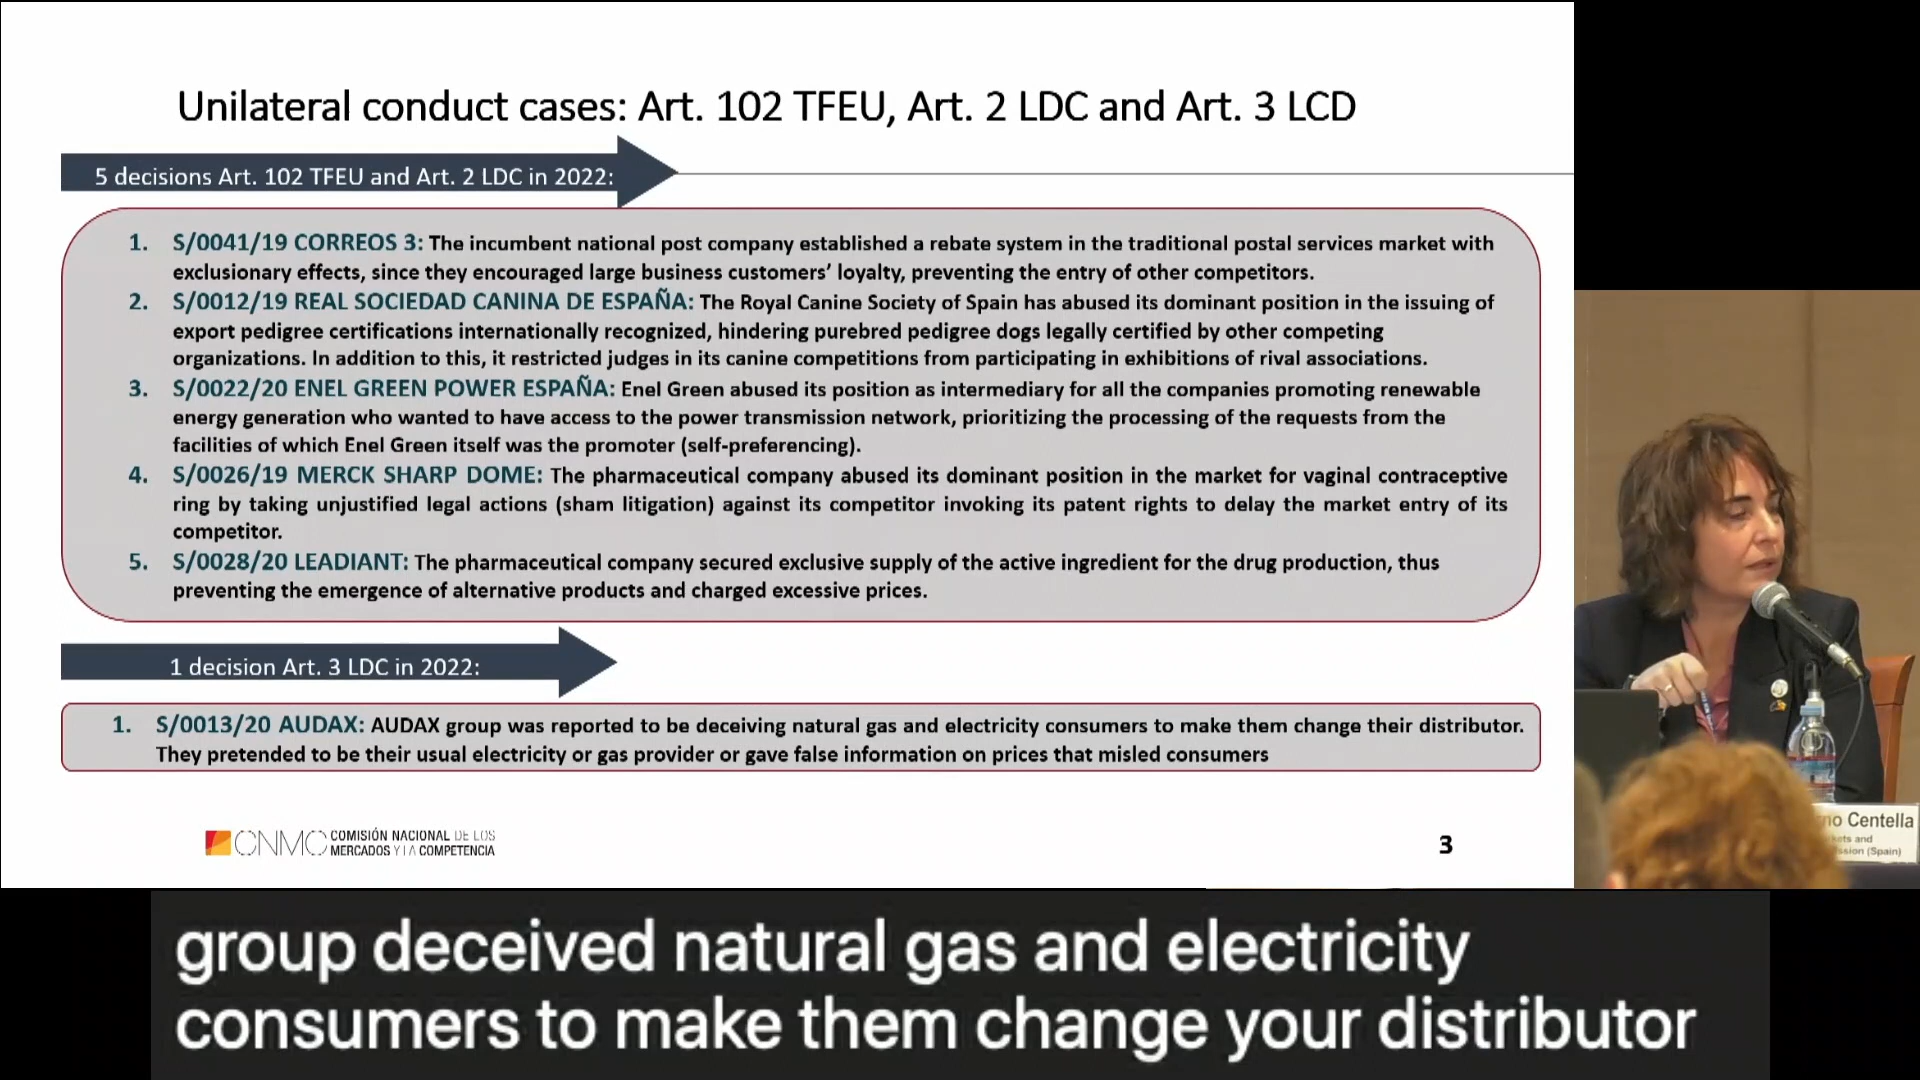 Unilateral conduct cases: Art. 102 TFEU, Art. 2 LDC and Art. 3 LCD
5 decisions Art. 102 TFEU and Art. 2 LDC in 2022:
1. S/0041/19 CORREOS 3: The incumbent national post company established a rebate system in the traditional postal services market with
exclusionary effects, since they encouraged large business customers’ loyalty, preventing the entry of other competitors.
2. S/0012/19 REAL SOCIEDAD CANINA DE ESPAÑA: The Royal Canine Society of Spain has abused its dominant position in the issuing of
export pedigree certifications internationally recognized, hindering purebred pedigree dogs legally certified by other competing
organizations. In addition to this, it restricted judges in its canine competitions from participating in exhibitions of rival associations.
3. S/0022/20 ENEL GREEN POWER ESPAÑA: Enel Green abused its position as intermediary for all the companies promoting renewable
energy generation who wanted to have access to the power transmission network, prioritizing the processing of the requests from the
facilities of which Enel Green itself was the promoter (self-preferencing).
4. S/0026/19 MERCK SHARP DOME: The pharmaceutical company abused its dominant position in the market for vaginal contraceptive
ring by taking unjustified legal actions (sham litigation) against its competitor invoking its patent rights to delay the market entry of its
competitor.
5. S/0028/20 LEADIANT: The pharmaceutical company secured exclusive supply of the active ingredient for the drug production, thus
preventing the emergence of alternative products and charged excessive prices.
1 decision Art. 3 LDC in 2022:
1. S/0013/20 AUDAX: AUDAX group was reported to be deceiving natural gas and electricity consumers to make them change their distributor.
They pretended to be their usual electricity or gas provider or gave false information on prices that misled consumers
CNMC COMISIÓN NACIONAL DE LOS
MERCADOS Y LA COMPETENCIA
3
Centella
(Spain)
group deceived natural gas and electricity
consumers to make them change your distributor